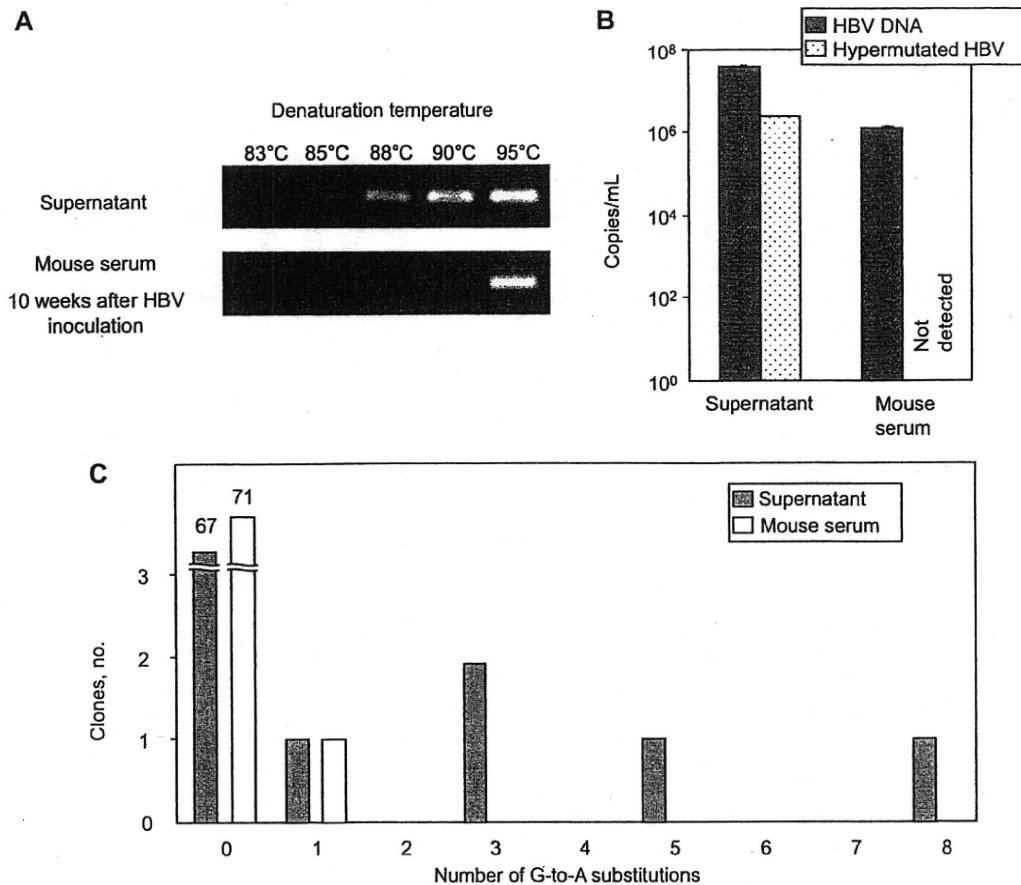 A
Denaturation temperature
83°C 85°C 88°C 90°C 95°C
Supernatant
Mouse serum
10 weeks after HBV
inoculation
B
HBV DNA
Hypermutated HBV
10⁸
10⁶
10⁴
10²
10⁰
Copies/mL
Not
detected
Supernatant
Mouse
serum
C
Supernatant
Mouse serum
67
71
3
2
1
0
Clones, no.
0 1 2 3 4 5 6 7 8
Number of G-to-A substitutions